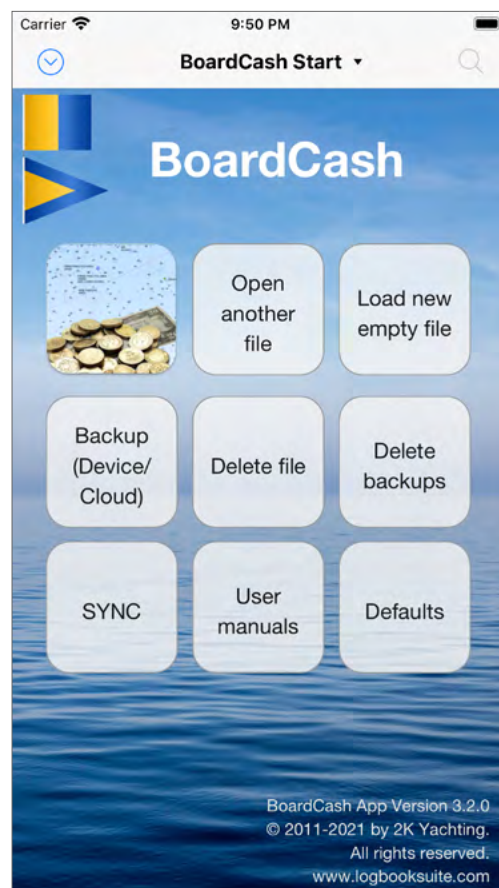 Carrier 9:50 PM
BoardCash Start
BoardCash
Open
another
file
Load new
empty file
Backup
(Device/
Cloud)
Delete file
Delete
backups
SYNC
User
manuals
Defaults
BoardCash App Version 3.2.0
© 2011-2021 by 2K Yachting.
All rights reserved.
www.logbooksuite.com